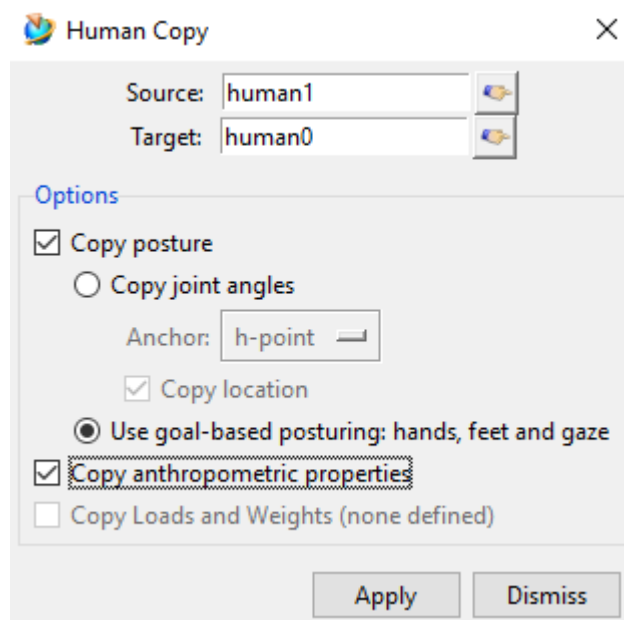 Human Copy
Source: human1
Target: human0
Options
Copy posture
Copy joint angles
Anchor: h-point
Copy location
Use goal-based posturing: hands, feet and gaze
Copy anthropometric properties
Copy Loads and Weights (none defined)
Apply Dismiss